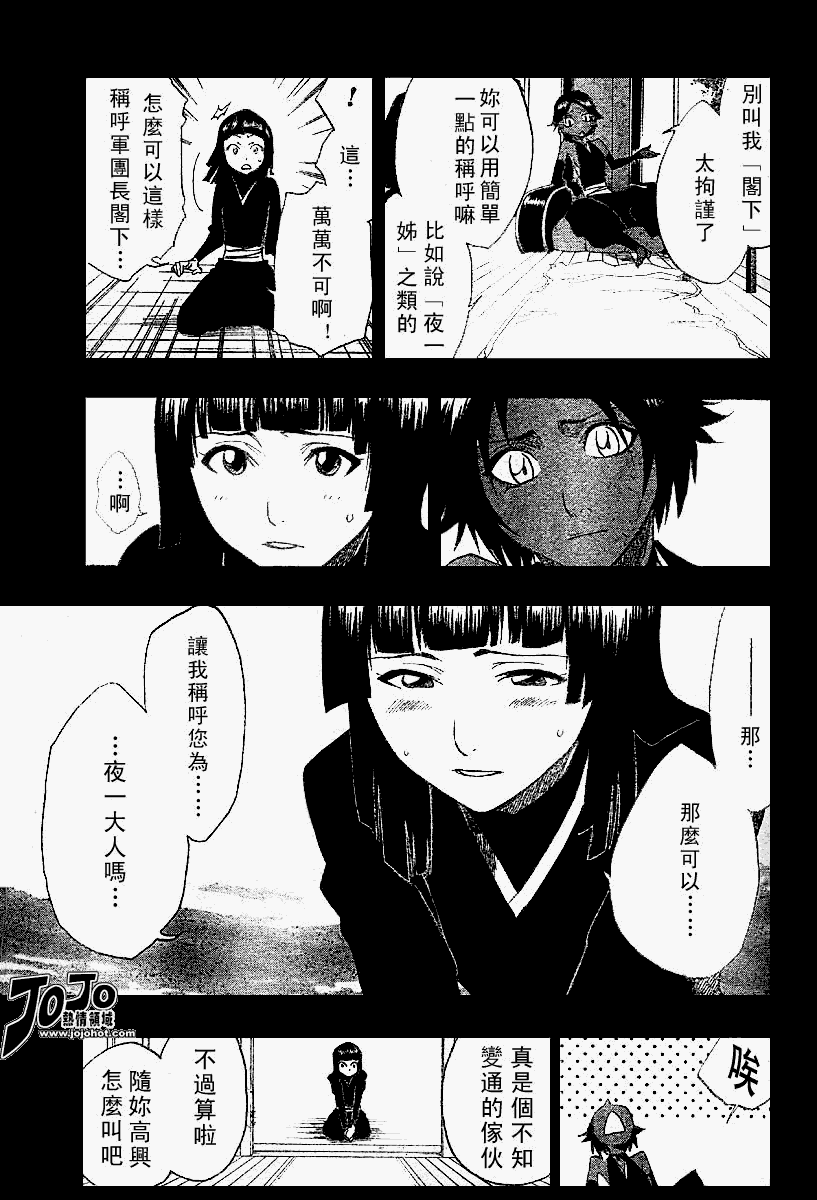 別叫我「閣下」
太拘謹了
妳可以用簡單
一點的稱呼嘛
比如說「夜一
姊」之類的
！
這…
萬萬不可啊！
怎麼可以這樣
稱呼軍團長閣下…
…啊
——那…
那麼可以……
讓我稱呼您為……
…夜一大人嗎…
唉
真是個不知
變通的傢伙
不過算啦
隨妳高興
怎麼叫吧
JOJO
熱情領域
www.jojohot.com